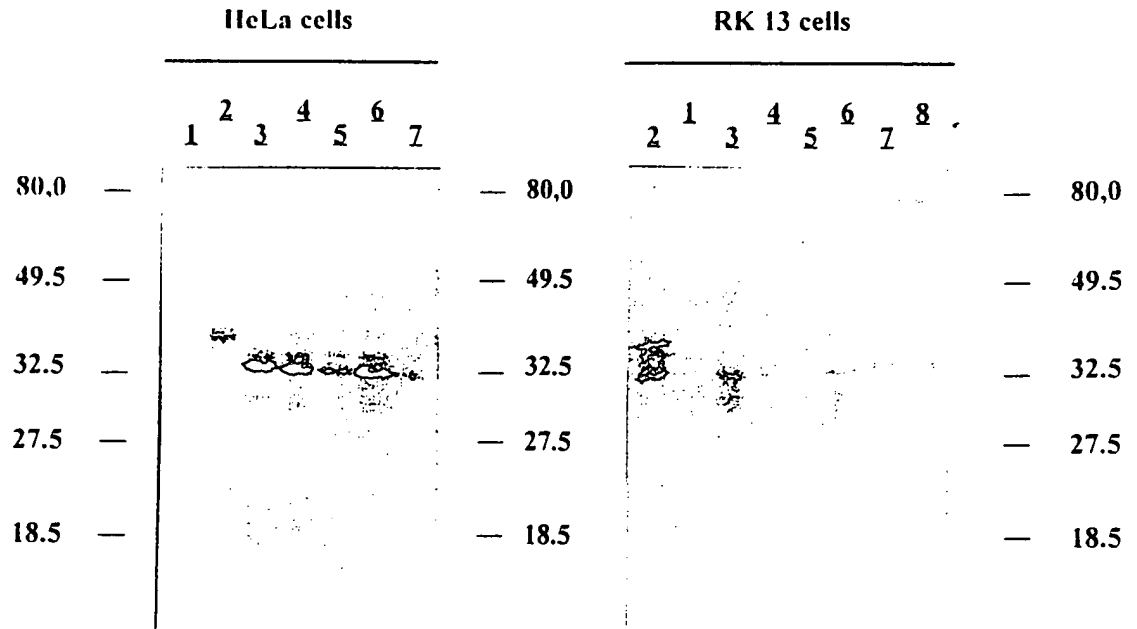 HeLa cells RK 13 cells
2 4 6 1 4 6 8
1 3 5 7 2 3 5 7
80,0 — — 80,0 — 80,0
49.5 — — 49.5 — 49.5
32.5 — — 32.5 — 32.5
27.5 — — 27.5 — 27.5
18.5 — — 18.5 — 18.5